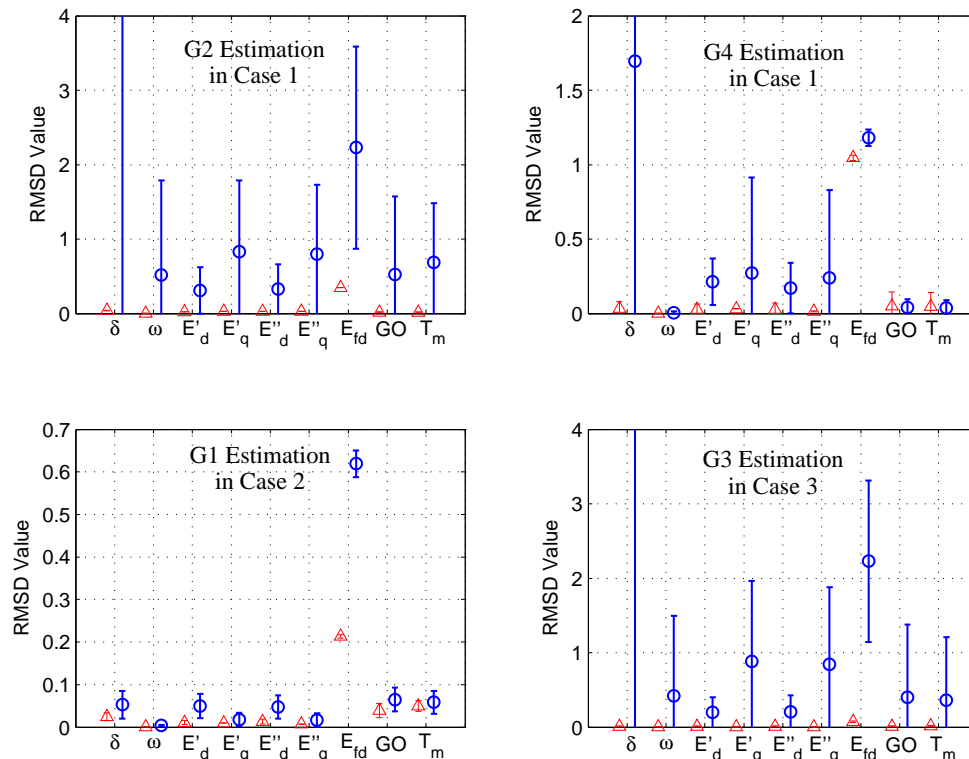 4
3
2
1
0
RMSD Value
G2 Estimation
in Case 1
δ ω E'd E'q E''d E''q Efd GO Tm
2
1.5
1
0.5
0
RMSD Value
G4 Estimation
in Case 1
δ ω E'd E'q E''d E''q Efd GO Tm
0.7
0.6
0.5
0.4
0.3
0.2
0.1
0
RMSD Value
G1 Estimation
in Case 2
δ ω E'd E'q E''d E''q Efd GO Tm
4
3
2
1
0
RMSD Value
G3 Estimation
in Case 3
δ ω E'd E'q E''d E''q Efd GO Tm